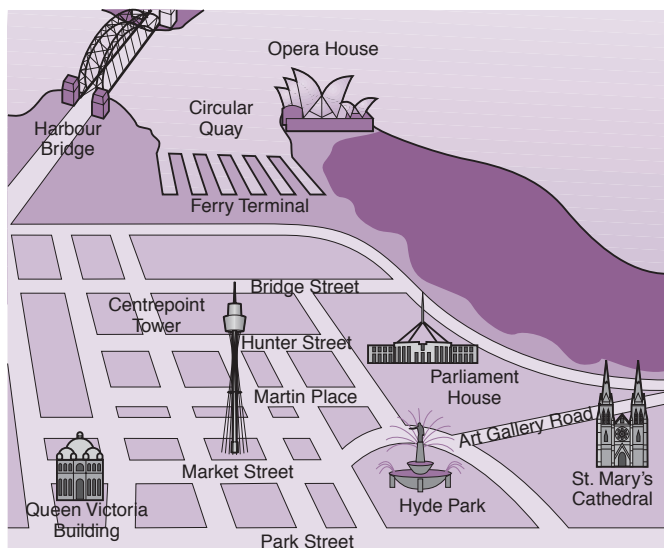 Opera House
Circular
Quay
Harbour
Bridge
Ferry Terminal
Bridge Street
Centrepoint
Tower
Hunter Street
Parliament
House
Martin Place
Art Gallery Road
Market Street
St. Mary's
Cathedral
Hyde Park
Queen Victoria
Building
Park Street